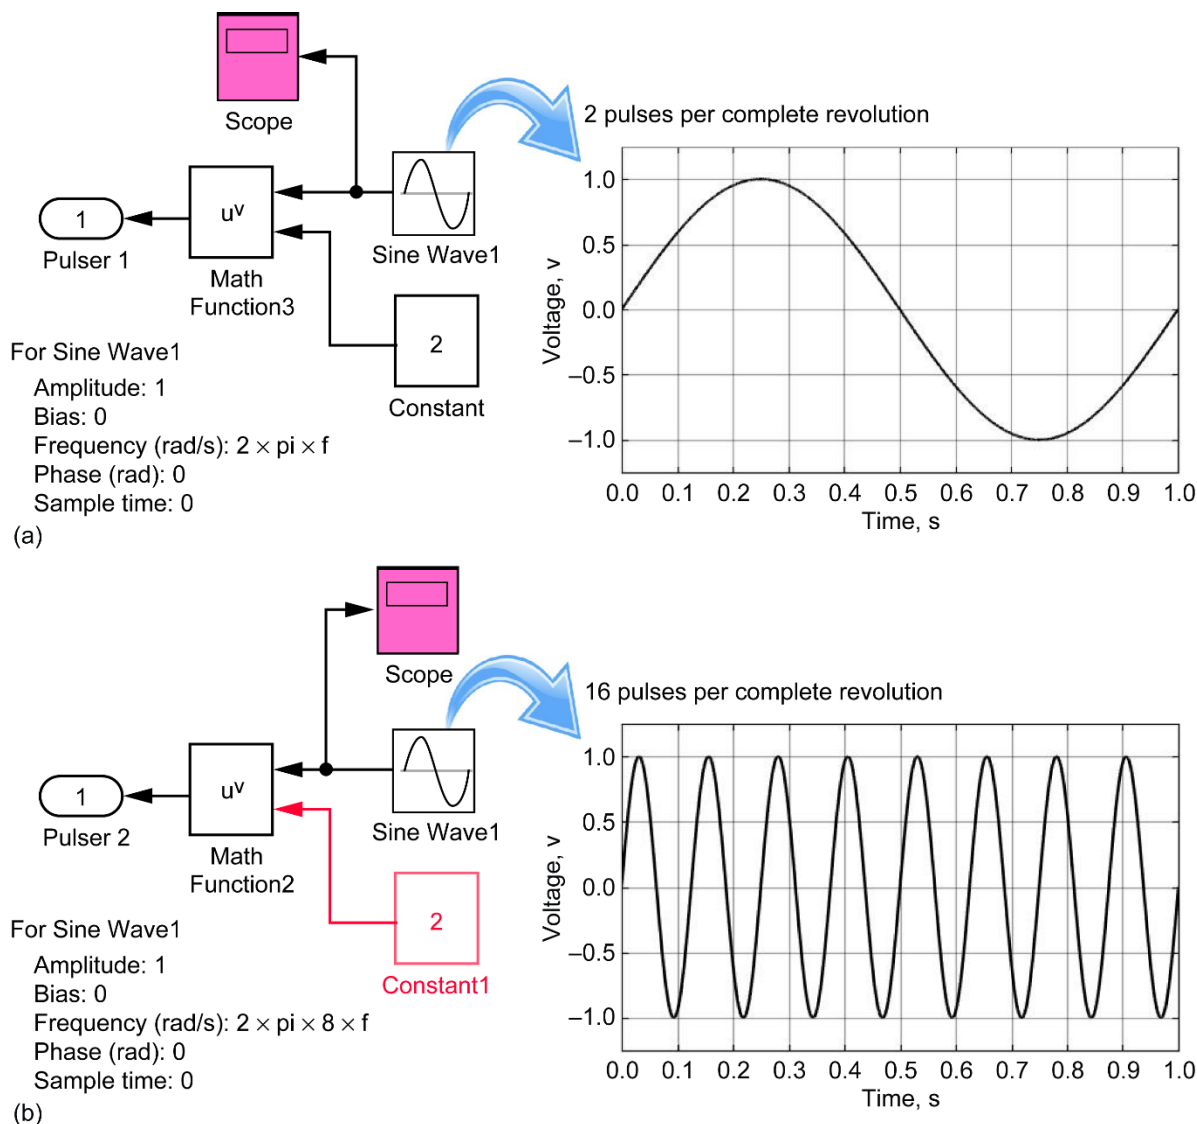 Scope
2 pulses per complete revolution
1
u^v
Pulser 1
Sine Wave1
Math
Function3
2
Constant
For Sine Wave1
Amplitude: 1
Bias: 0
Frequency (rad/s): 2 × pi × f
Phase (rad): 0
Sample time: 0
(a)
Voltage, v
1.0
0.5
0.0
–0.5
–1.0
0.0 0.1 0.2 0.3 0.4 0.5 0.6 0.7 0.8 0.9 1.0
Time, s
Scope
16 pulses per complete revolution
1
u^v
Pulser 2
Sine Wave1
Math
Function2
2
Constant1
For Sine Wave1
Amplitude: 1
Bias: 0
Frequency (rad/s): 2 × pi × 8 × f
Phase (rad): 0
Sample time: 0
(b)
Voltage, v
1.0
0.5
0.0
–0.5
–1.0
0.0 0.1 0.2 0.3 0.4 0.5 0.6 0.7 0.8 0.9 1.0
Time, s